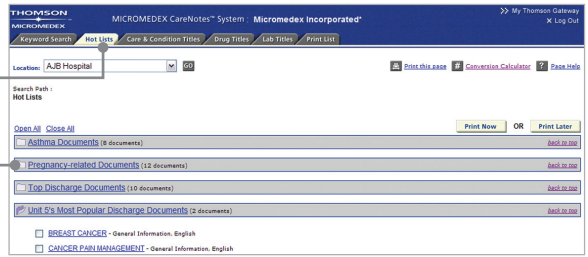 THOMSON
MICROMEDEX
MICROMEDEX CareNotes™ System : Micromedex Incorporated*
>> My Thomson Gateway
X Log Out
Keyword Search Hot Lists Care & Condition Titles Drug Titles Lab Titles Print List
Location: AJB Hospital GO
Print this page # Conversion Calculator ? Page Help
Search Path :
Hot Lists
Open All Close All
Print Now OR Print Later
Asthma Documents (8 documents) back to top
Pregnancy-related Documents (12 documents) back to top
Top Discharge Documents (10 documents) back to top
Unit 5's Most Popular Discharge Documents (2 documents) back to top
BREAST CANCER - General Information, English
CANCER PAIN MANAGEMENT - General Information, English